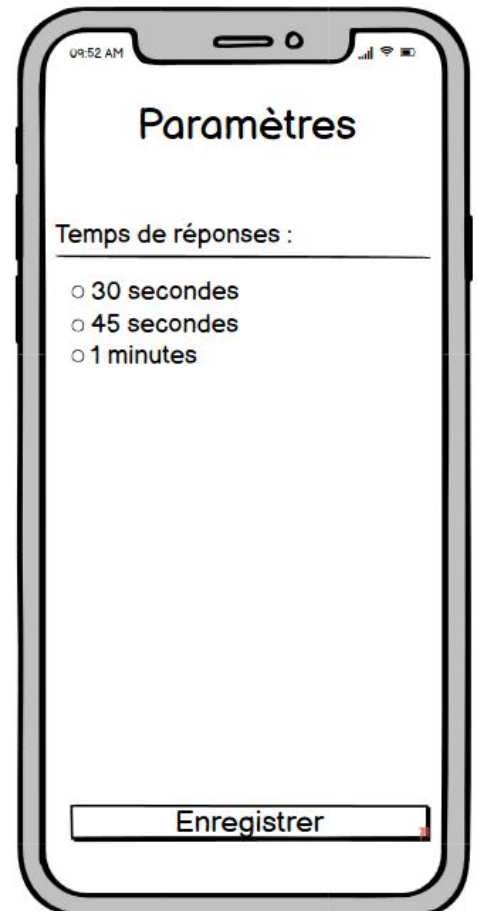 09:52 AM
Paramètres
Temps de réponses :
30 secondes
45 secondes
1 minutes
Enregistrer